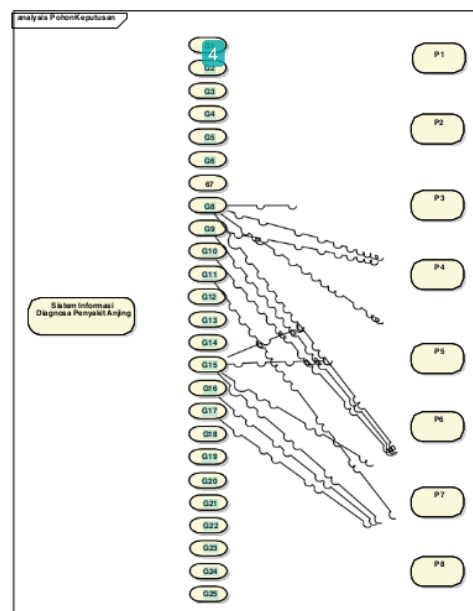 analysis PohonKeputusan
4
G2
G3
G4
G5
G6
67
G8
G9
G10
G11
G12
G13
G14
G15
G16
G17
G18
G19
G20
G21
G22
G23
G24
G25
Sistem Informasi
Diagnosa Penyakit Anjing
P1
P2
P3
P4
P5
P6
P7
P8